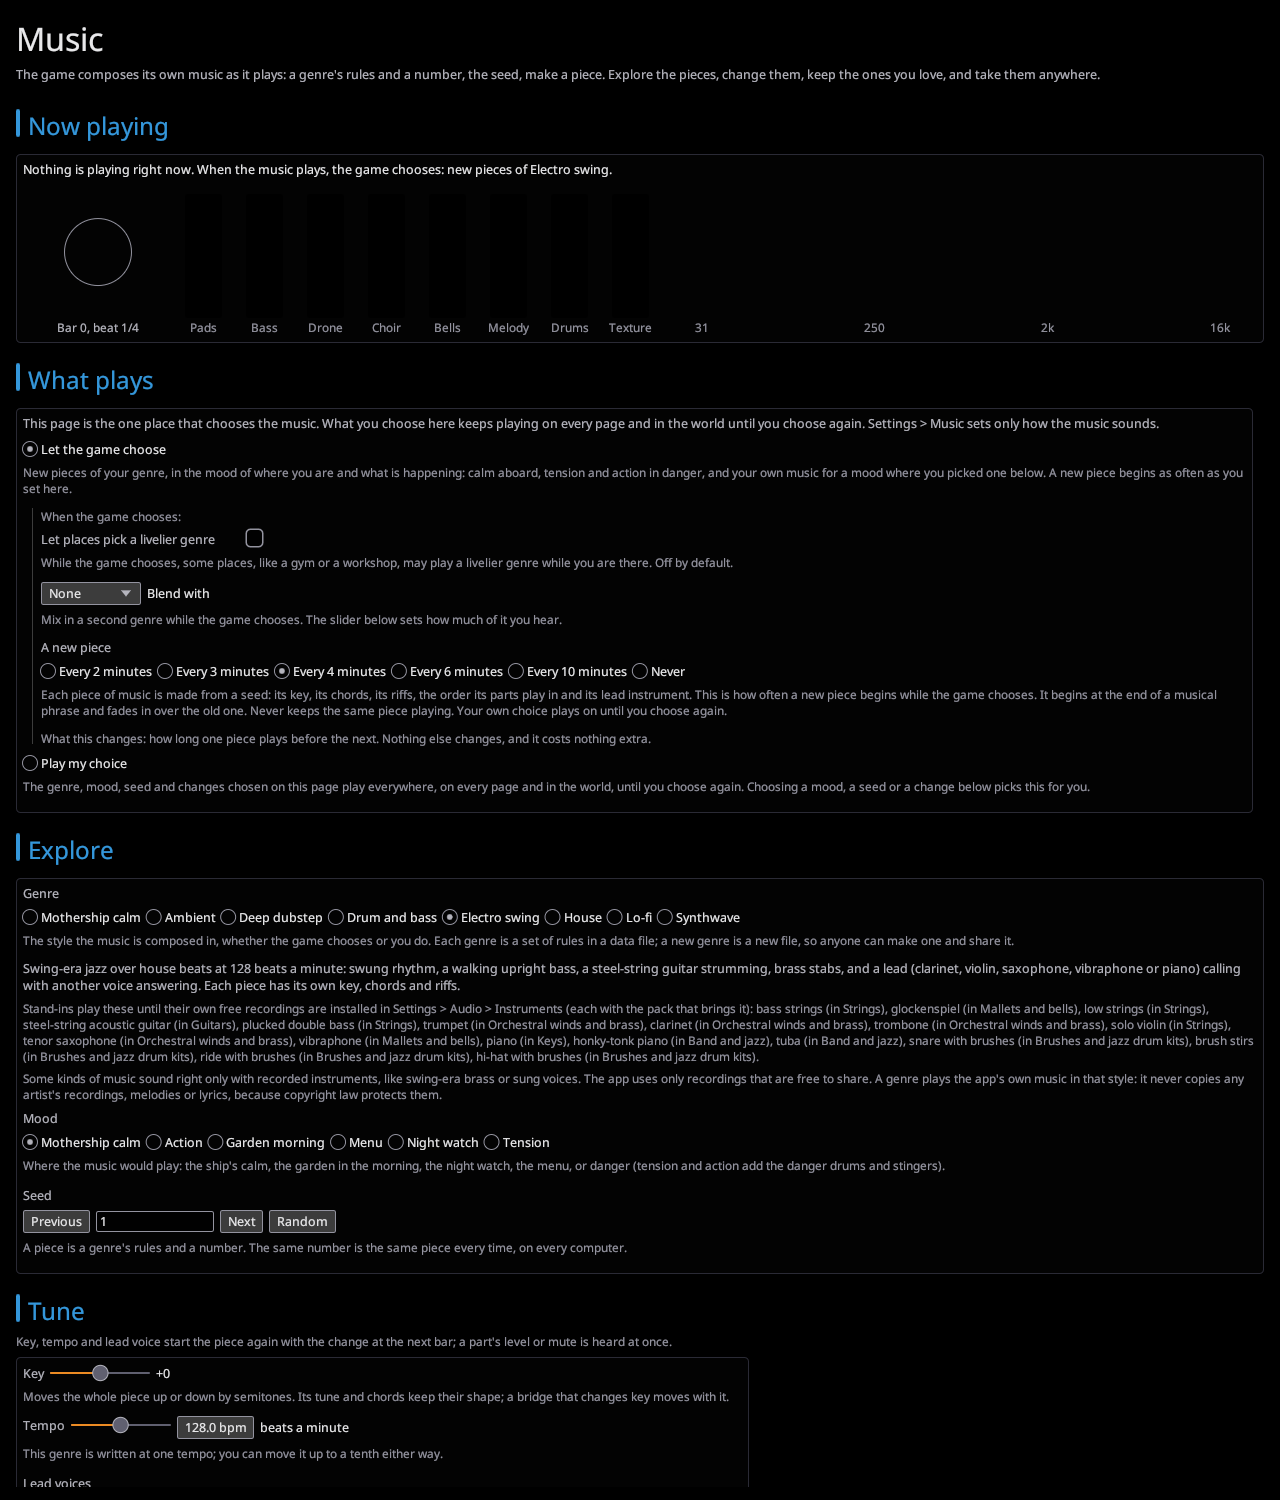 Music
The game composes its own music as it plays: a genre's rules and a number, the seed, make a piece. Explore the pieces, change them, keep the ones you love, and take them anywhere.
Now playing
Nothing is playing right now. When the music plays, the game chooses: new pieces of Electro swing.
Bar 0, beat 1/4 Pads Bass Drone Choir Bells Melody Drums Texture 31 250 2k 16k
What plays
This page is the one place that chooses the music. What you choose here keeps playing on every page and in the world until you choose again. Settings > Music sets only how the music sounds.
Let the game choose
New pieces of your genre, in the mood of where you are and what is happening: calm aboard, tension and action in danger, and your own music for a mood where you picked one below. A new piece begins as often as you
set here.
When the game chooses:
Let places pick a livelier genre
While the game chooses, some places, like a gym or a workshop, may play a livelier genre while you are there. Off by default.
None Blend with
Mix in a second genre while the game chooses. The slider below sets how much of it you hear.
A new piece
Every 2 minutes Every 3 minutes Every 4 minutes Every 6 minutes Every 10 minutes Never
Each piece of music is made from a seed: its key, its chords, its riffs, the order its parts play in and its lead instrument. This is how often a new piece begins while the game chooses. It begins at the end of a musical
phrase and fades in over the old one. Never keeps the same piece playing. Your own choice plays on until you choose again.
What this changes: how long one piece plays before the next. Nothing else changes, and it costs nothing extra.
Play my choice
The genre, mood, seed and changes chosen on this page play everywhere, on every page and in the world, until you choose again. Choosing a mood, a seed or a change below picks this for you.
Explore
Genre
Mothership calm Ambient Deep dubstep Drum and bass Electro swing House Lo-fi Synthwave
The style the music is composed in, whether the game chooses or you do. Each genre is a set of rules in a data file; a new genre is a new file, so anyone can make one and share it.
Swing-era jazz over house beats at 128 beats a minute: swung rhythm, a walking upright bass, a steel-string guitar strumming, brass stabs, and a lead (clarinet, violin, saxophone, vibraphone or piano) calling
with another voice answering. Each piece has its own key, chords and riffs.
Stand-ins play these until their own free recordings are installed in Settings > Audio > Instruments (each with the pack that brings it): bass strings (in Strings), glockenspiel (in Mallets and bells), low strings (in Strings),
steel-string acoustic guitar (in Guitars), plucked double bass (in Strings), trumpet (in Orchestral winds and brass), clarinet (in Orchestral winds and brass), trombone (in Orchestral winds and brass), solo violin (in Strings),
tenor saxophone (in Orchestral winds and brass), vibraphone (in Mallets and bells), piano (in Keys), honky-tonk piano (in Band and jazz), tuba (in Band and jazz), snare with brushes (in Brushes and jazz drum kits), brush stirs
(in Brushes and jazz drum kits), ride with brushes (in Brushes and jazz drum kits), hi-hat with brushes (in Brushes and jazz drum kits).
Some kinds of music sound right only with recorded instruments, like swing-era brass or sung voices. The app uses only recordings that are free to share. A genre plays the app's own music in that style: it never copies any
artist's recordings, melodies or lyrics, because copyright law protects them.
Mood
Mothership calm Action Garden morning Menu Night watch Tension
Where the music would play: the ship's calm, the garden in the morning, the night watch, the menu, or danger (tension and action add the danger drums and stingers).
Seed
Previous 1 Next Random
A piece is a genre's rules and a number. The same number is the same piece every time, on every computer.
Tune
Key, tempo and lead voice start the piece again with the change at the next bar; a part's level or mute is heard at once.
Key +0
Moves the whole piece up or down by semitones. Its tune and chords keep their shape; a bridge that changes key moves with it.
Tempo 128.0 bpm beats a minute
This genre is written at one tempo; you can move it up to a tenth either way.
Lead voices